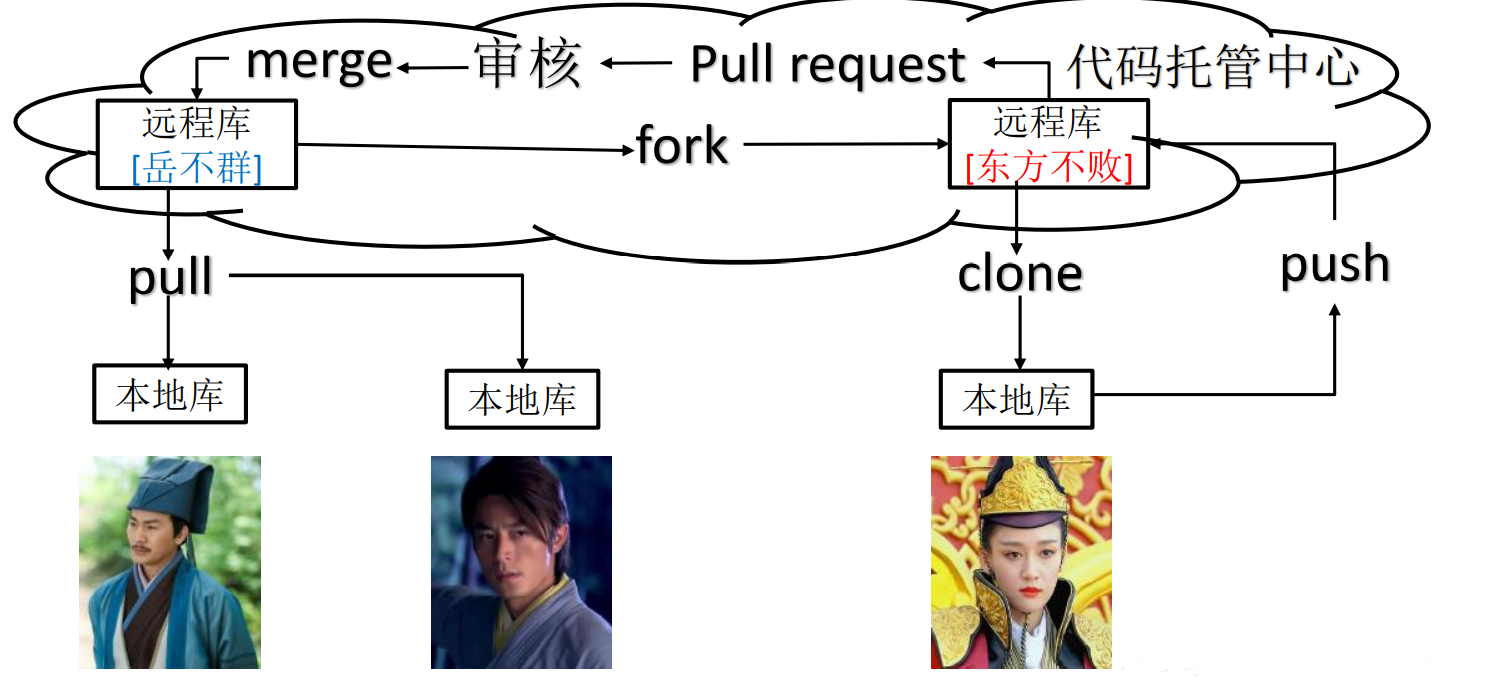 merge
审核
Pull request
代码托管中心
远程库
[岳不群]
fork
远程库
[东方不败]
pull
clone
push
本地库
本地库
本地库